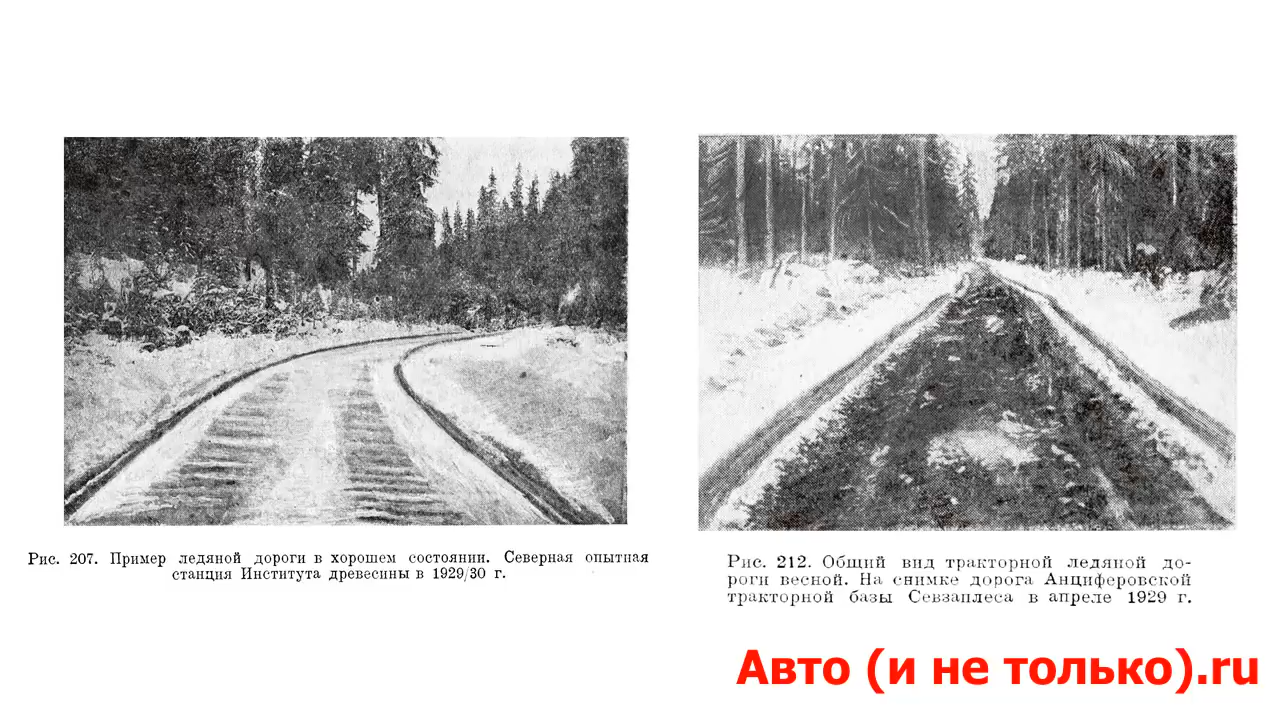 Рис. 207. Пример ледяной дороги в хорошем состоянии. Северная опытная
станция Института древесины в 1929/30 г.
Рис. 212. Общий вид тракторной ледяной до-
роги весной. На снимке дорога Анциферовской
тракторной базы Севзаплеса в апреле 1929 г.
Авто (и не только).ru